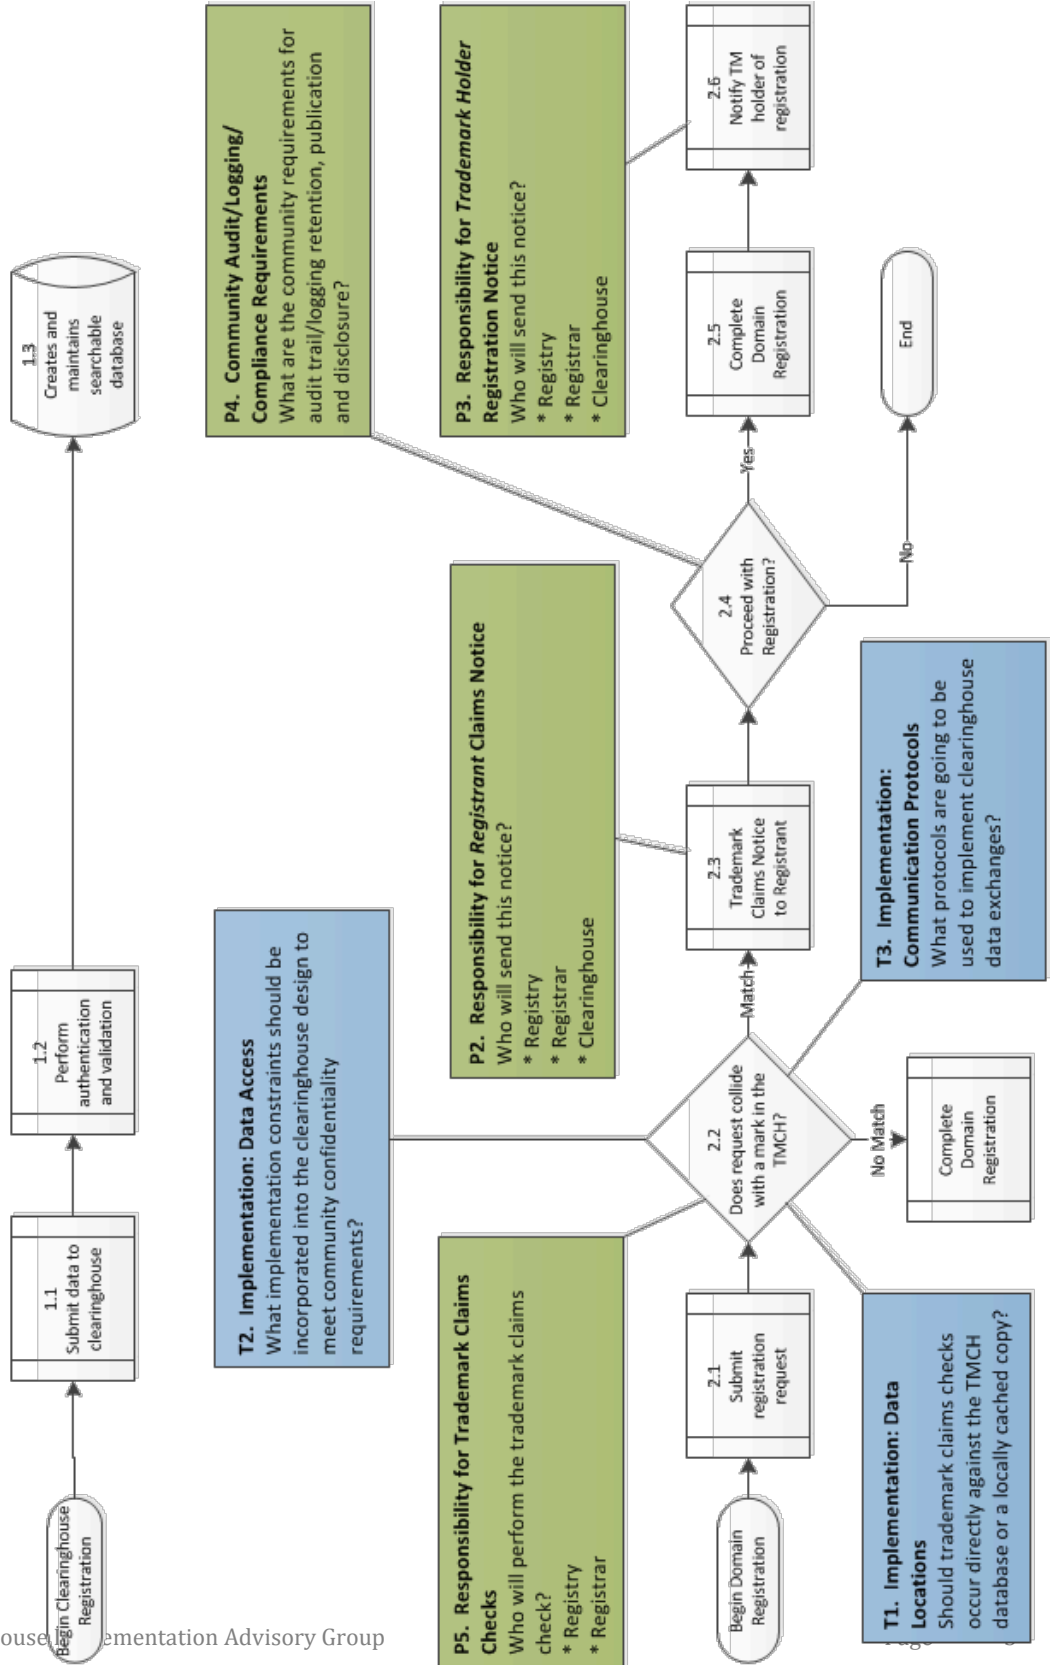 Begin Clearinghouse
Registration
1.1
Submit data to
clearinghouse
1.2
Perform
authentication
and validation
1.3
Creates and
maintains
searchable
database
T2. Implementation: Data Access
What implementation constraints should be
incorporated into the clearinghouse design to
meet community confidentiality
requirements?
P4. Community Audit/Logging/
Compliance Requirements
What are the community requirements for
audit trail/logging retention, publication
and disclosure?
P5. Responsibility for Trademark Claims
Checks
Who will perform the trademark claims
check?
* Registry
* Registrar
P2. Responsibility for Registrant Claims Notice
Who will send this notice?
* Registry
* Registrar
* Clearinghouse
P3. Responsibility for Trademark Holder
Registration Notice
Who will send this notice?
* Registry
* Registrar
* Clearinghouse
Begin Domain
Registration
2.1
Submit
registration
request
2.2
Does request collide
with a mark in the
TMCH?
Match
2.3
Trademark
Claims Notice
to Registrant
2.4
Proceed with
Registration?
Yes
2.5
Complete
Domain
Registration
2.6
Notify TM
holder of
registration
No Match
Complete
Domain
Registration
No
End
T1. Implementation: Data
Locations
Should trademark claims checks
occur directly against the TMCH
database or a locally cached copy?
T3. Implementation:
Communication Protocols
What protocols are going to be
used to implement clearinghouse
data exchanges?
ouse ementation Advisory Group